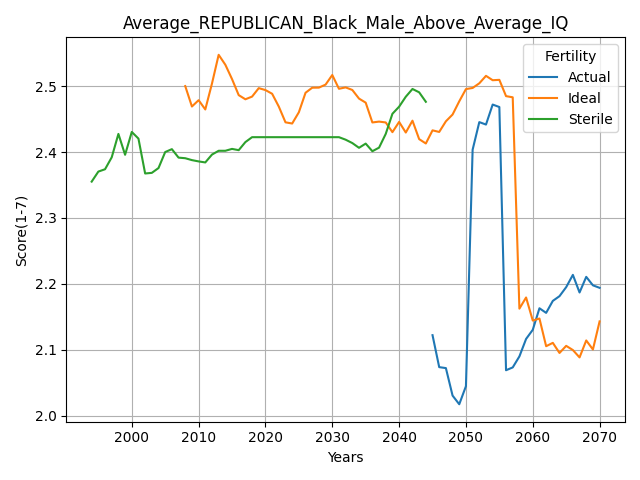 Average_REPUBLICAN_Black_Male_Above_Average_IQ
Fertility
Actual
Ideal
Sterile
Score(1-7)
2.5
2.4
2.3
2.2
2.1
2.0
2000 2010 2020 2030 2040 2050 2060 2070
Years